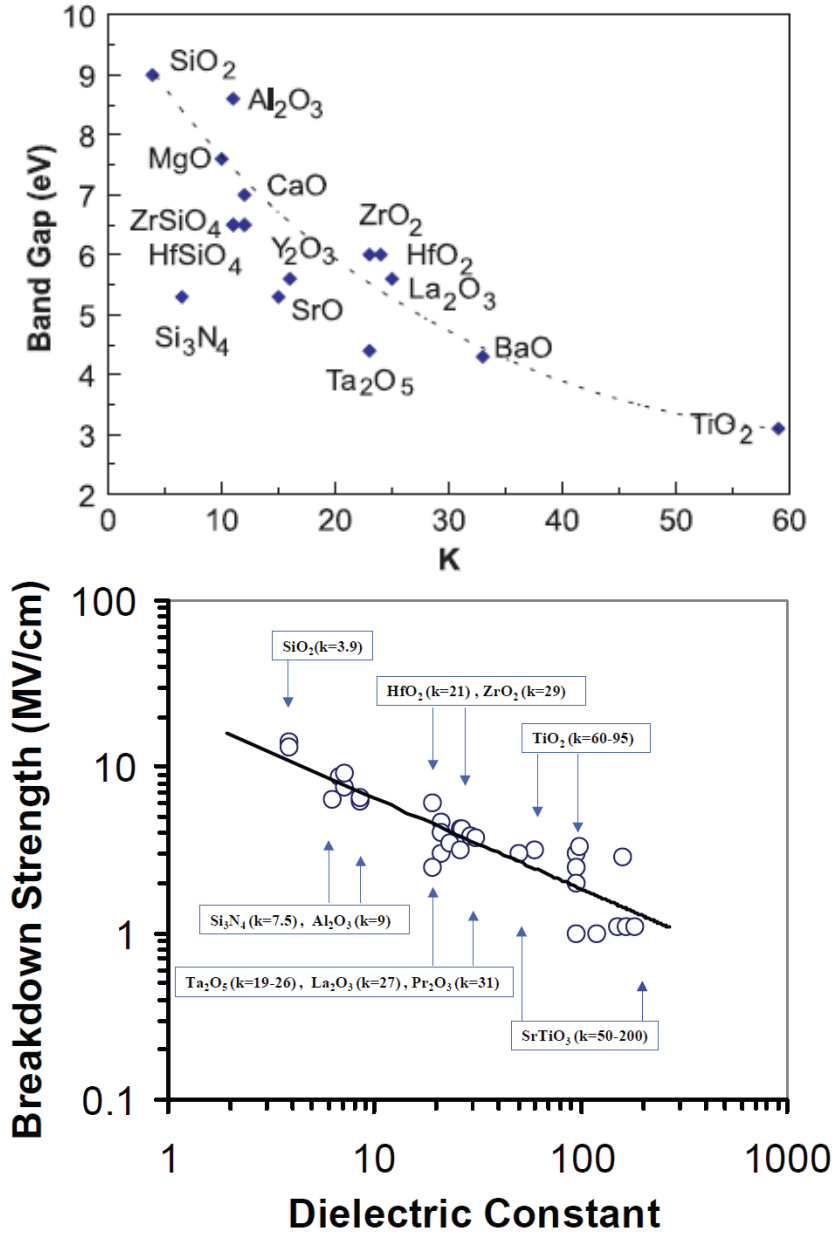 10
9
8
7
6
5
4
3
2
Band Gap (eV)
SiO2
Al2O3
MgO
CaO
ZrSiO4
ZrO2
HfSiO4
Y2O3
HfO2
La2O3
SrO
Si3N4
BaO
Ta2O5
TiO2
0 10 20 30 40 50 60
K
Breakdown Strength (MV/cm)
100
10
1
0.1
SiO2(k=3.9)
HfO2 (k=21) , ZrO2 (k=29)
TiO2 (k=60-95)
Si3N4 (k=7.5) , Al2O3 (k=9)
Ta2O5 (k=19-26) , La2O3 (k=27) , Pr2O3 (k=31)
SrTiO3 (k=50-200)
1 10 100 1000
Dielectric Constant